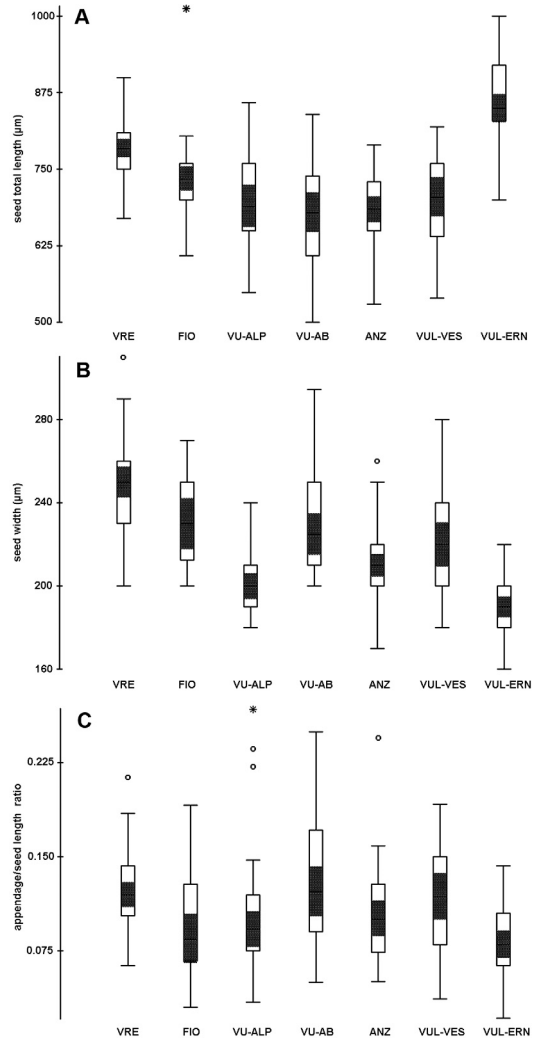 A
1000
875
750
625
500
seed total length (µm)
VRE FIO VU-ALP VU-AB ANZ VUL-VES VUL-ERN
B
280
240
200
160
seed width (µm)
VRE FIO VU-ALP VU-AB ANZ VUL-VES VUL-ERN
C
0.225
0.150
0.075
appendage/seed length ratio
VRE FIO VU-ALP VU-AB ANZ VUL-VES VUL-ERN